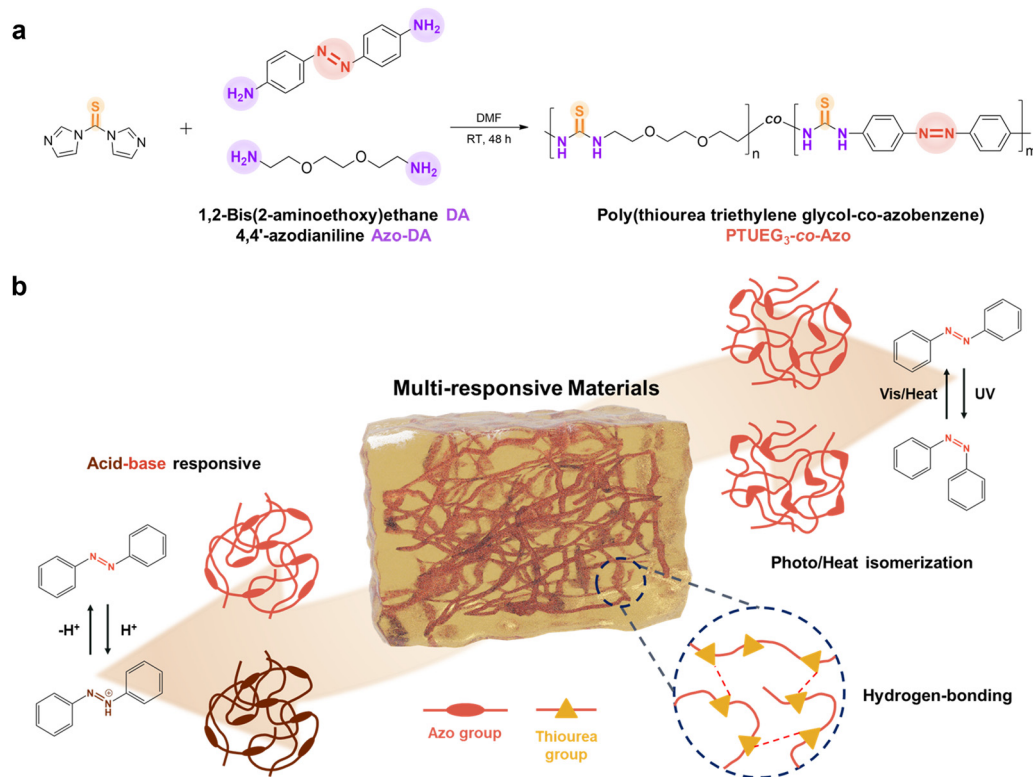 a
NH₂
N=N
H₂N
S
N
N
N
N
+
DMF
RT, 48 h
H₂N
O
O
NH₂
S
N
H
N
H
O
O
n
co
S
N
H
N
H
N=N
m
1,2-Bis(2-aminoethoxy)ethane DA
4,4'-azodianiline Azo-DA
Poly(thiourea triethylene glycol-co-azobenzene)
PTUEG₃-co-Azo
b
Multi-responsive Materials
N=N
Vis/Heat
UV
N=N
Photo/Heat isomerization
Acid-base responsive
N=N
-H⁺
H⁺
N=N
⊕
H
Hydrogen-bonding
Azo group
Thiourea
group